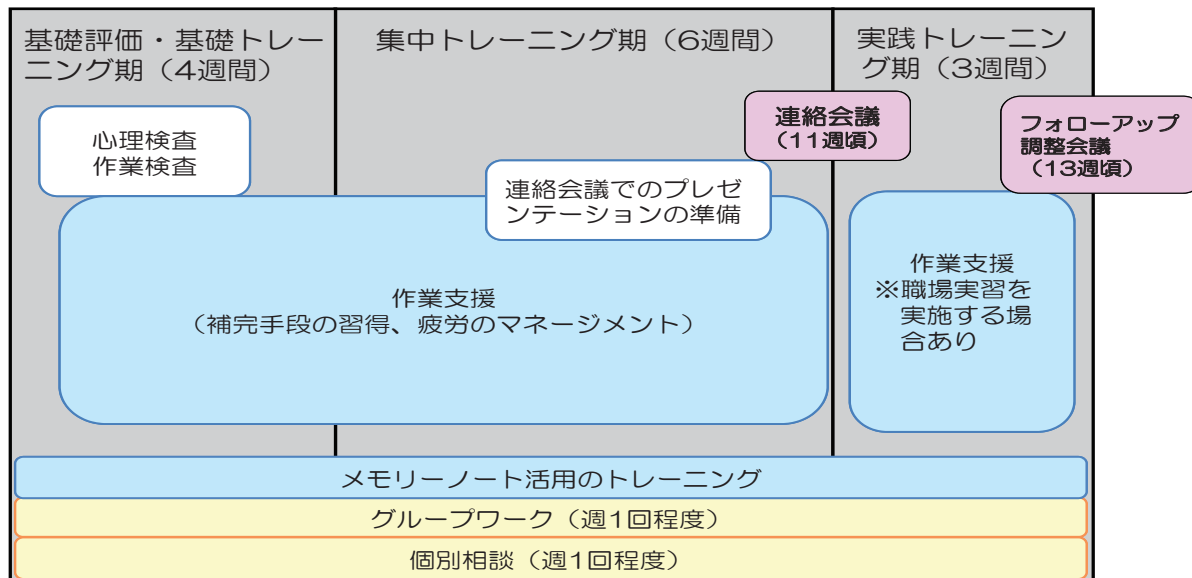 基礎評価・基礎トレー
ニング期（4週間）
集中トレーニング期（6週間）
実践トレーニン
グ期（3週間）
心理検査
作業検査
連絡会議
（11週頃）
フォローアップ
調整会議
（13週頃）
連絡会議でのプレゼ
ンテーションの準備
作業支援
（補完手段の習得、疲労のマネージメント）
作業支援
※職場実習を
実施する場
合あり
メモリーノート活用のトレーニング
グループワーク（週1回程度）
個別相談（週1回程度）